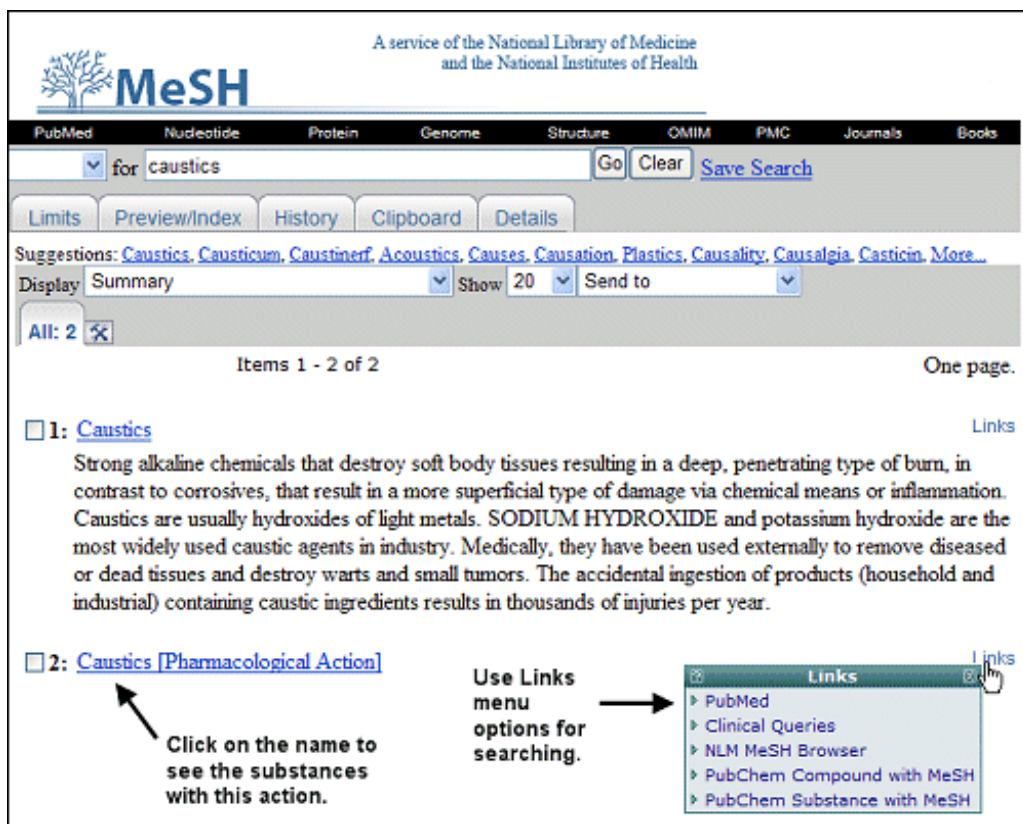 A service of the National Library of Medicine
and the National Institutes of Health
MeSH
PubMed Nucleotide Protein Genome Structure OMIM PMC Journals Books
for caustics Go Clear Save Search
Limits Preview/Index History Clipboard Details
Suggestions: Caustics, Causticum, Caustinerf, Acoustics, Causes, Causation, Plastics, Causality, Causalgia, Casticin, More...
Display Summary Show 20 Send to
All: 2
Items 1 - 2 of 2 One page.
1: Caustics Links
Strong alkaline chemicals that destroy soft body tissues resulting in a deep, penetrating type of burn, in
contrast to corrosives, that result in a more superficial type of damage via chemical means or inflammation.
Caustics are usually hydroxides of light metals. SODIUM HYDROXIDE and potassium hydroxide are the
most widely used caustic agents in industry. Medically, they have been used externally to remove diseased
or dead tissues and destroy warts and small tumors. The accidental ingestion of products (household and
industrial) containing caustic ingredients results in thousands of injuries per year.
2: Caustics [Pharmacological Action] Links
Click on the name to
see the substances
with this action.
Use Links
menu
options for
searching.
Links
PubMed
Clinical Queries
NLM MeSH Browser
PubChem Compound with MeSH
PubChem Substance with MeSH